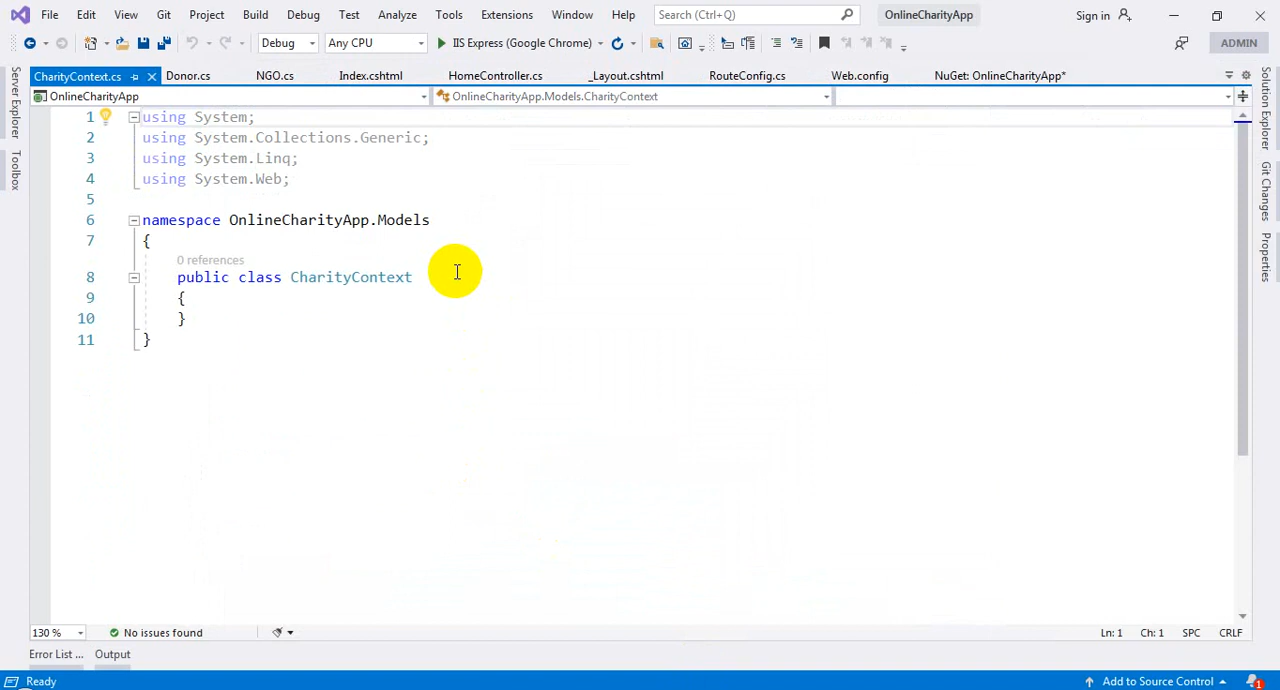 File Edit View Git Project Build Debug Test Analyze Tools Extensions Window Help Search (Ctrl+Q) OnlineCharityApp Sign in
Debug Any CPU IIS Express (Google Chrome) ADMIN
CharityContext.cs Donor.cs NGO.cs Index.cshtml HomeController.cs _Layout.cshtml RouteConfig.cs Web.config NuGet: OnlineCharityApp*
OnlineCharityApp OnlineCharityApp.Models.CharityContext
Server Explorer
Toolbox
1 using System;
2 using System.Collections.Generic;
3 using System.Linq;
4 using System.Web;
5
6 namespace OnlineCharityApp.Models
7 {
0 references
8 public class CharityContext
9 {
10 }
11 }
Solution Explorer
Git Changes
Properties
130 % No issues found Ln: 1 Ch: 1 SPC CRLF
Error List ... Output
Ready Add to Source Control 1